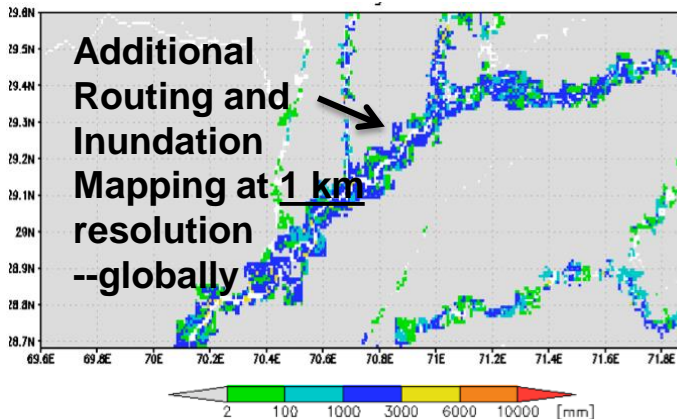 29.6N
Additional
29.5N
Routing and
29.4N
Inundation
29.3N
29.2N
Mapping at 1 km
29.1N
resolution
29N
--globally
28.9N
28.8N
28.7N
69.6E 69.8E 70E 70.2E 70.4E 70.6E 70.8E 71E 71.2E 71.4E 71.6E 71.8E
2 100 1000 3000 6000 10000 [mm]